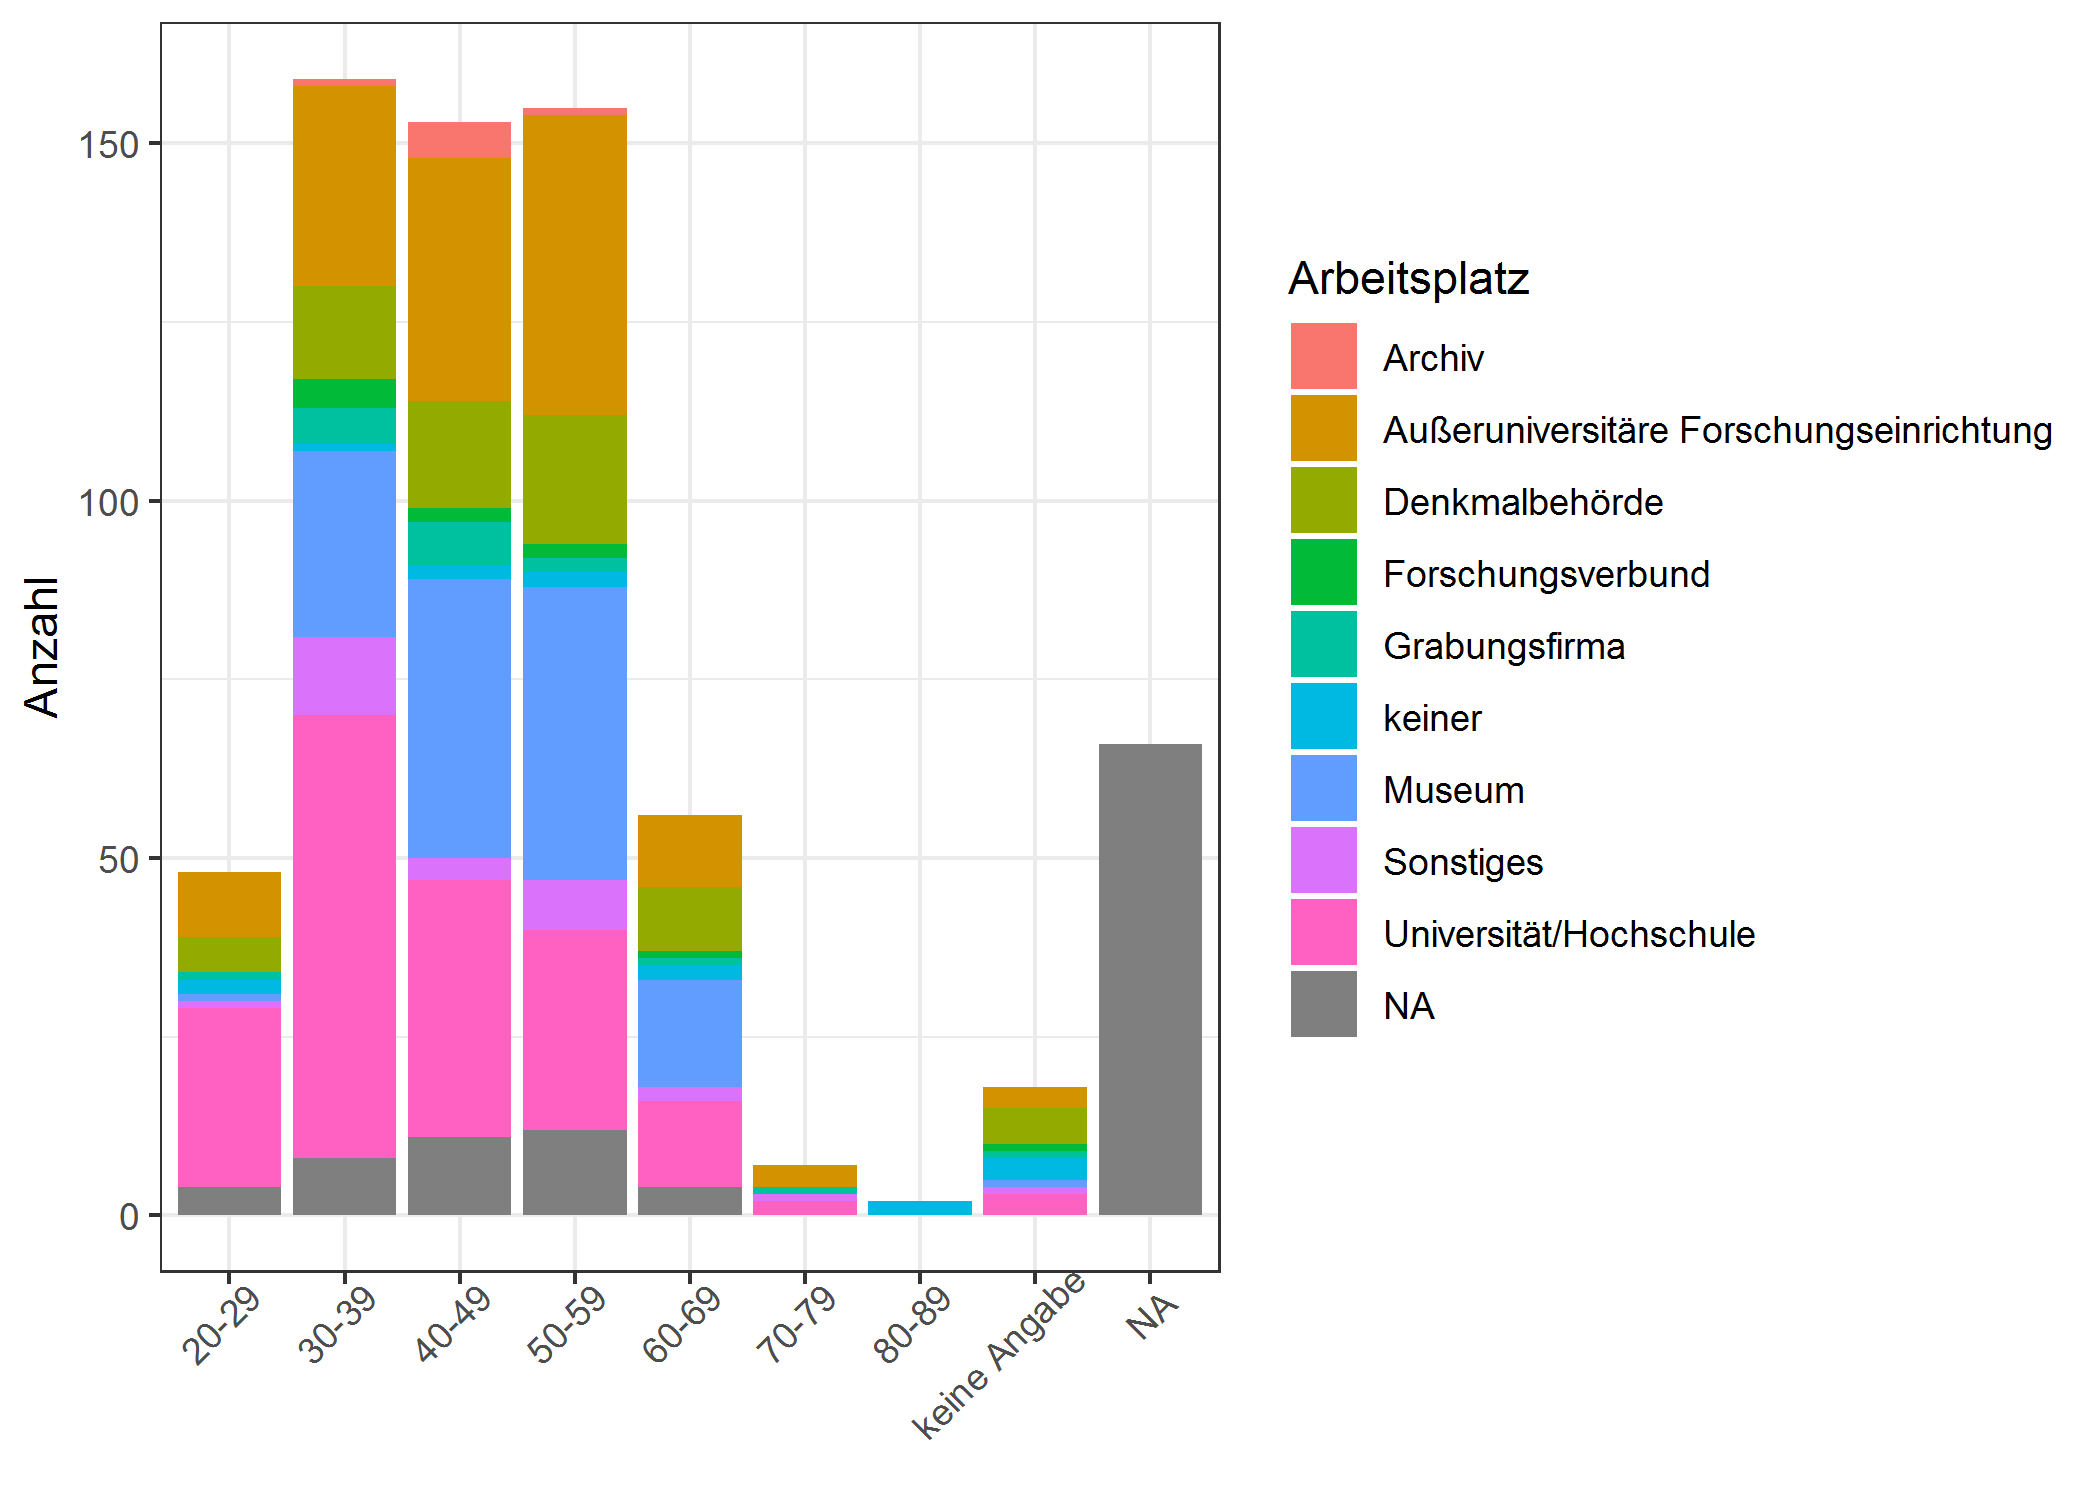 Anzahl
150
100
50
0
20-29
30-39
40-49
50-59
60-69
70-79
80-89
keine Angabe
NA
Arbeitsplatz
Archiv
Außeruniversitäre Forschungseinrichtung
Denkmalbehörde
Forschungsverbund
Grabungsfirma
keiner
Museum
Sonstiges
Universität/Hochschule
NA